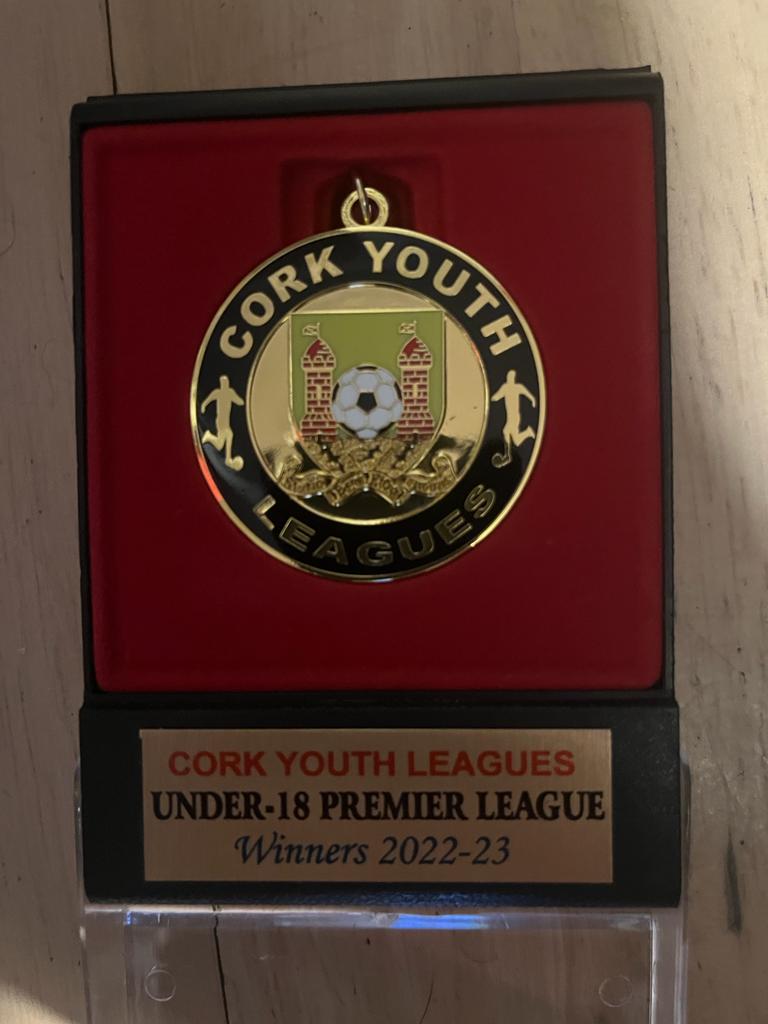 CORK YOUTH
LEAGUES
CORK YOUTH LEAGUES
UNDER-18 PREMIER LEAGUE
Winners 2022-23